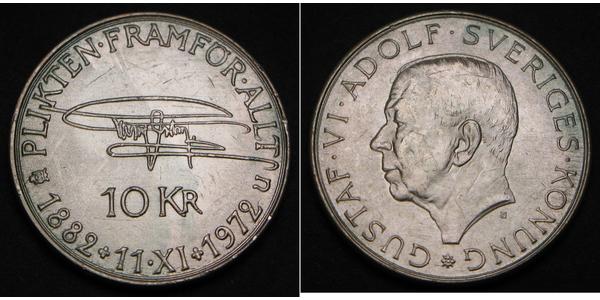 PLIKTEN·FRAMFÖR·ALLT
10 KR
1882+11·XI+1972
GUSTAF·VI·ADOLF·SVERIGES·KONUNG